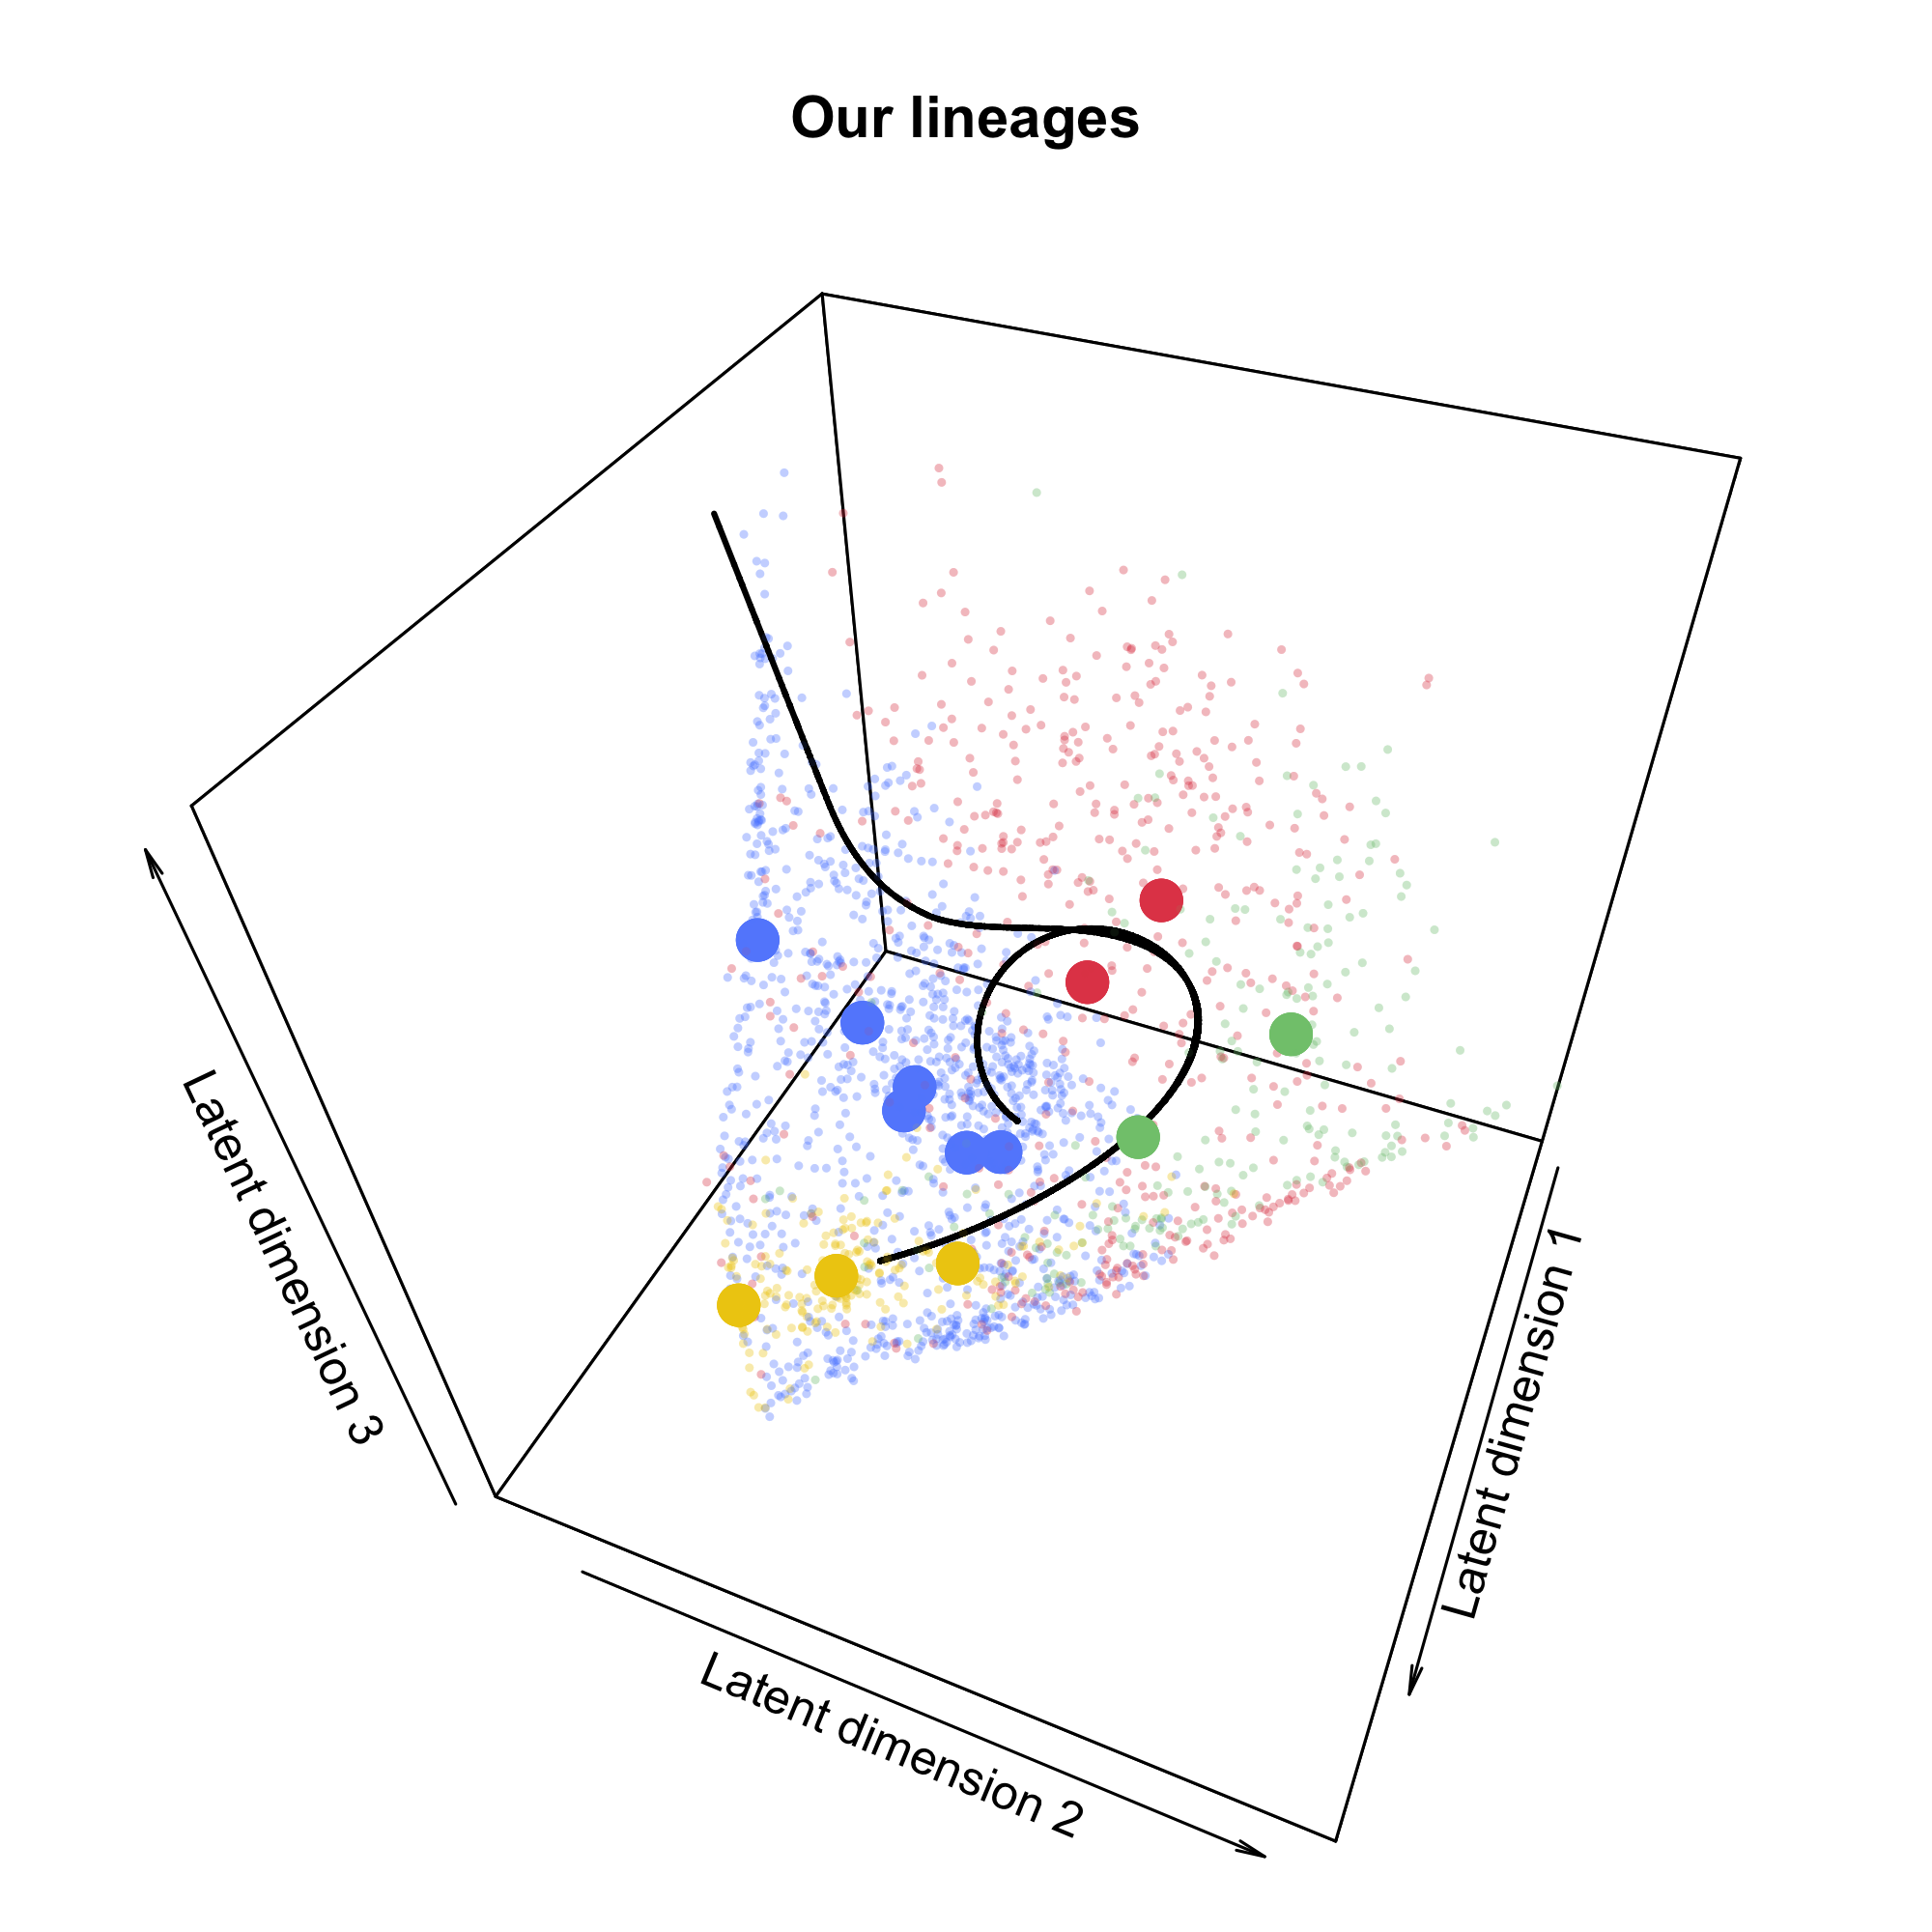 Our lineages
Latent dimension 3
Latent dimension 1
Latent dimension 2